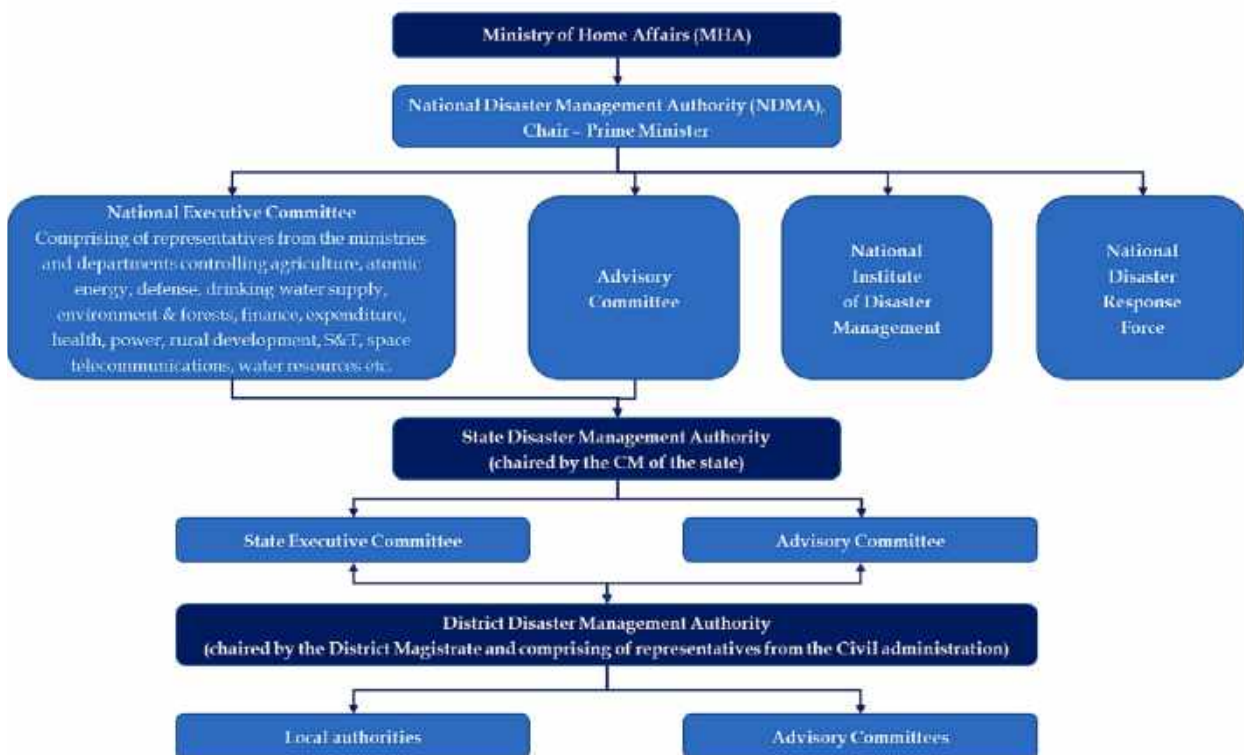 Ministry of Home Affairs (MHA)
National Disaster Management Authority (NDMA),
Chair – Prime Minister
National Executive Committee
Comprising of representatives from the ministries
and departments controlling agriculture, atomic
energy, defense, drinking water supply,
environment & forests, finance, expenditure,
health, power, rural development, S&T, space
telecommunications, water resources etc.
Advisory
Committee
National
Institute
of Disaster
Management
National
Disaster
Response
Force
State Disaster Management Authority
(chaired by the CM of the state)
State Executive Committee
Advisory Committee
District Disaster Management Authority
(chaired by the District Magistrate and comprising of representatives from the Civil administration)
Local authorities
Advisory Committees